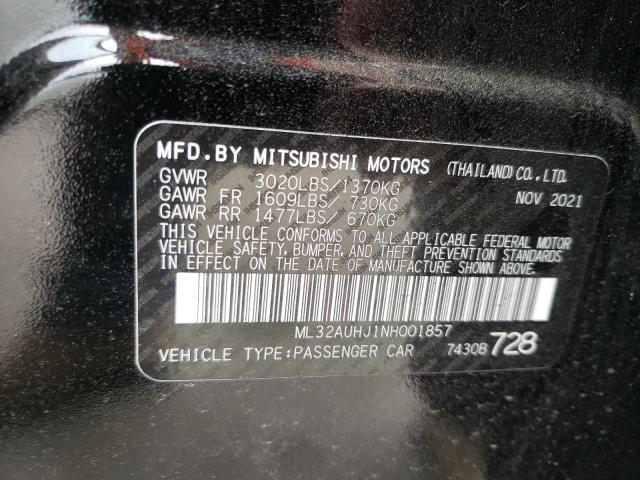 MFD.BY MITSUBISHI MOTORS (THAILAND) CO.,LTD.
GVWR 3020LBS/1370KG NOV 2021
GAWR FR 1609LBS/ 730KG
GAWR RR 1477LBS/ 670KG
THIS VEHICLE CONFORMS TO ALL APPLICABLE FEDERAL MOTOR
VEHICLE SAFETY, BUMPER, AND THEFT PREVENTION STANDARDS
IN EFFECT ON THE DATE OF MANUFACTURE SHOWN ABOVE.
ML32AUHJ1NH001857
VEHICLE TYPE:PASSENGER CAR 7430B 728